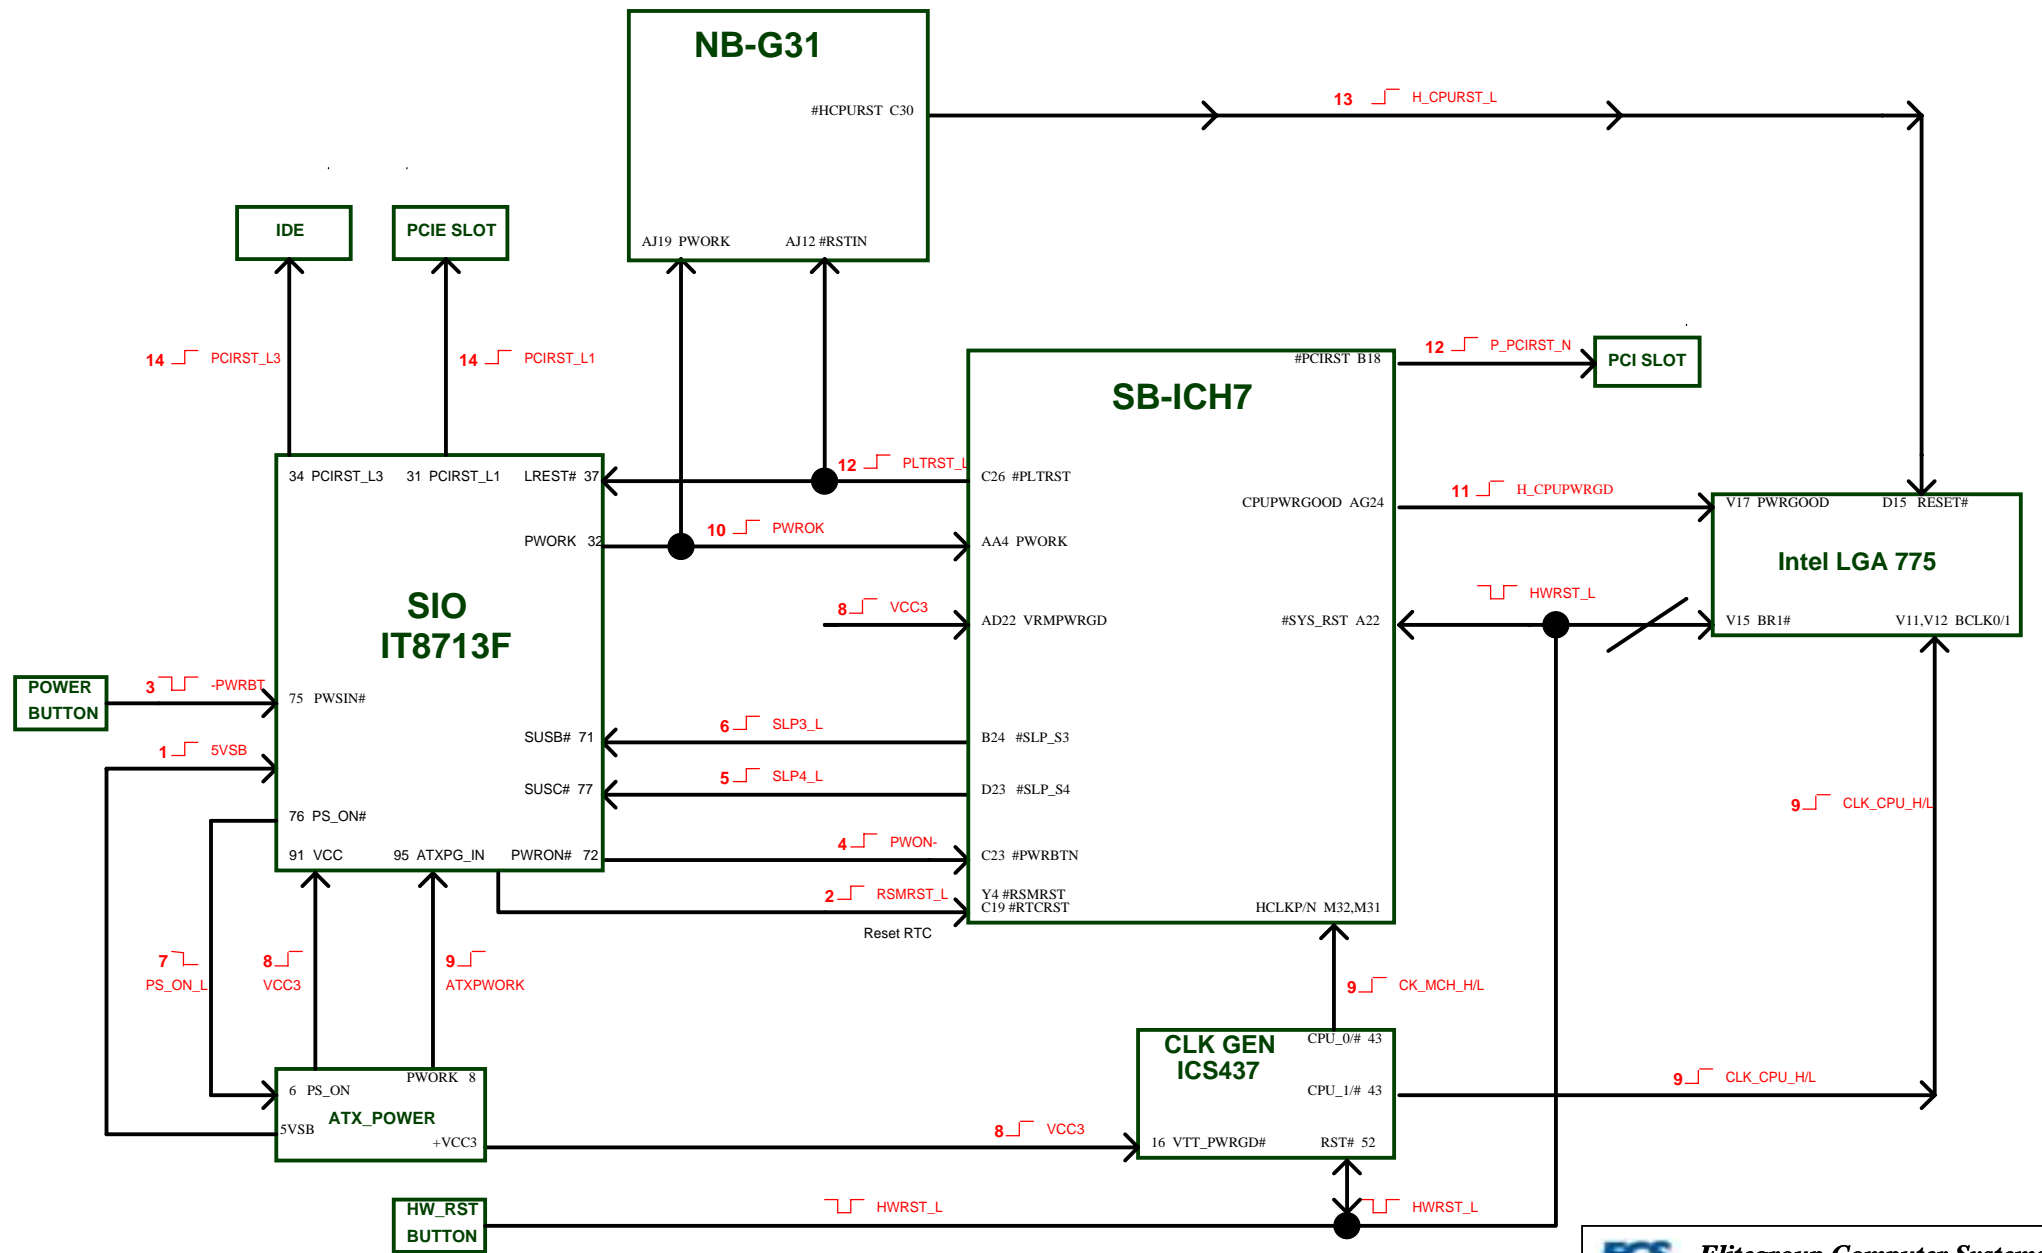 NB-G31
#HCPURST C30
13 H_CPURST_L
AJ19 PWORK
AJ12 #RSTIN
IDE
PCIE SLOT
14 PCIRST_L3
14 PCIRST_L1
SB-ICH7
#PCIRST B18
12 P_PCIRST_N
PCI SLOT
34 PCIRST_L3
31 PCIRST_L1
LREST# 37
12 PLTRST_L
C26 #PLTRST
CPUPWRGOOD AG24
11 H_CPUPWRGD
V17 PWRGOOD
D15 RESET#
PWORK 32
10 PWROK
AA4 PWORK
Intel LGA 775
SIO
IT8713F
8 VCC3
AD22 VRMPWRGD
#SYS_RST A22
HWRST_L
V15 BR1#
V11,V12 BCLK0/1
POWER
BUTTON
3 -PWRBT
75 PWSIN#
1 5VSB
SUSB# 71
6 SLP3_L
B24 #SLP_S3
SUSC# 77
5 SLP4_L
D23 #SLP_S4
9 CLK_CPU_H/L
76 PS_ON#
91 VCC
95 ATXPG_IN
PWRON# 72
4 PWON-
C23 #PWRBTN
2 RSMRST_L
Y4 #RSMRST
C19 #RTCRST
HCLKP/N M32,M31
Reset RTC
7
PS_ON_L
8
VCC3
9
ATXPWORK
9 CK_MCH_H/L
CLK GEN
ICS437
CPU_0/# 43
CPU_1/# 43
9 CLK_CPU_H/L
PWORK 8
6 PS_ON
ATX_POWER
5VSB
+VCC3
8 VCC3
16 VTT_PWRGD#
RST# 52
HW_RST
BUTTON
HWRST_L
HWRST_L
ECS
Elitegroup Computer Systems